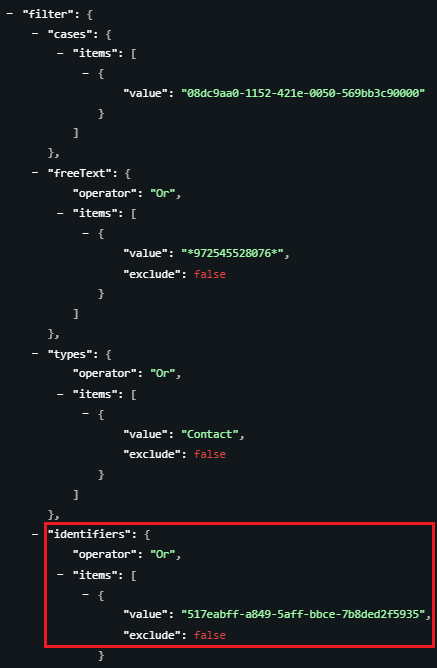 − "filter": {
− "cases": {
− "items": [
− {
"value": "08dc9aa0-1152-421e-0050-569bb3c90000"
}
]
},
− "freeText": {
"operator": "Or",
− "items": [
− {
"value": "*972545528076*",
"exclude": false
}
]
},
− "types": {
"operator": "Or",
− "items": [
− {
"value": "Contact",
"exclude": false
}
]
},
− "identifiers": {
"operator": "Or",
− "items": [
− {
"value": "517eabff-a849-5aff-bbce-7b8ded2f5935",
"exclude": false
}